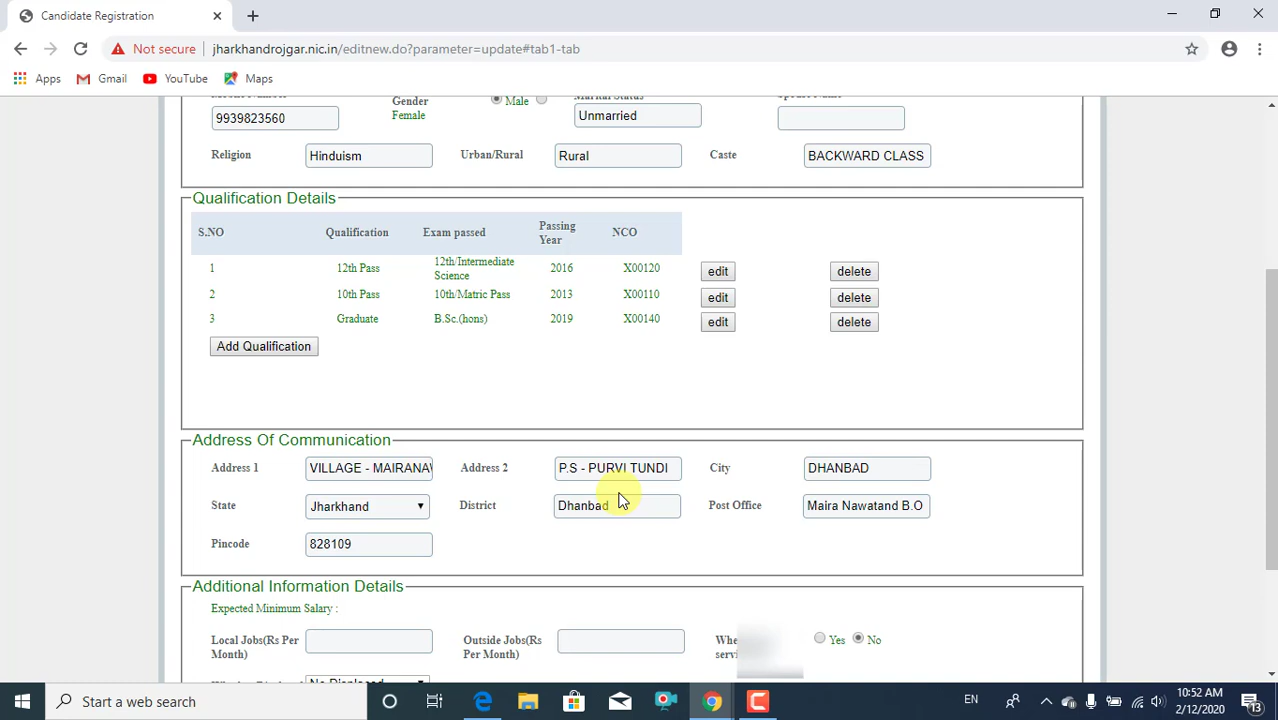 Candidate Registration
Not secure jharkhandrojgar.nic.in/editnew.do?parameter=update#tab1-tab
Apps Gmail YouTube Maps
9939823560 Gender Male Female Marital Status Unmarried
Religion Hinduism Urban/Rural Rural Caste BACKWARD CLASS
Qualification Details
S.NO Qualification Exam passed Passing Year NCO
1 12th Pass 12th/Intermediate Science 2016 X00120 edit delete
2 10th Pass 10th/Matric Pass 2013 X00110 edit delete
3 Graduate B.Sc.(hons) 2019 X00140 edit delete
Add Qualification
Address Of Communication
Address 1 VILLAGE - Address 2 P.S - PURVI TUNDI City DHANBAD
State Jharkhand District Dhanbad Post Office Maira Nawatand B.O
Pincode 828109
Additional Information Details
Expected Minimum Salary :
Local Jobs(Rs Per Month) Outside Jobs(Rs Per Month) Yes No
Start a web search EN 10:52 AM
2/12/2020 13